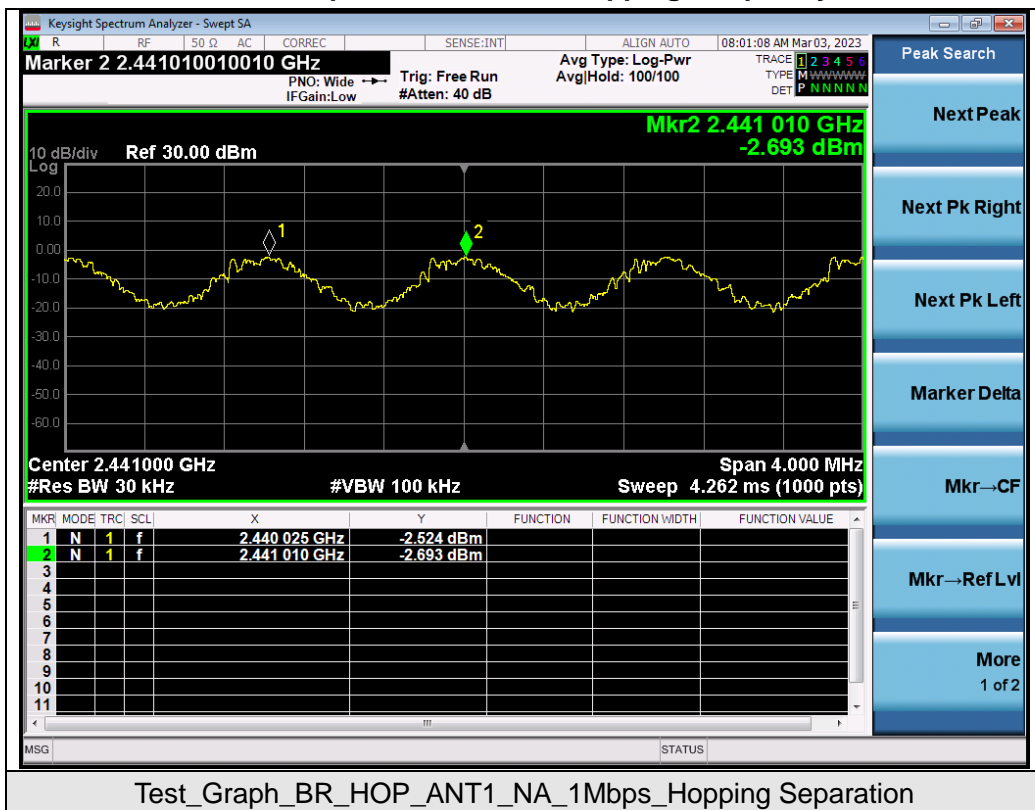 Keysight Spectrum Analyzer - Swept SA
LXI R RF 50 Ω AC CORREC SENSE:INT ALIGN AUTO 08:01:08 AM Mar 03, 2023
Marker 2 2.441010010010 GHz
PNO: Wide
IFGain:Low
Trig: Free Run
#Atten: 40 dB
Avg Type: Log-Pwr
Avg|Hold: 100/100
TRACE 1 2 3 4 5 6
TYPE M WWWWW
DET P N N N N N
Mkr2 2.441 010 GHz
-2.693 dBm
10 dB/div Ref 30.00 dBm
Log
20.0
10.0
0.00
-10.0
-20.0
-30.0
-40.0
-50.0
-60.0
1
2
Center 2.441000 GHz Span 4.000 MHz
#Res BW 30 kHz #VBW 100 kHz Sweep 4.262 ms (1000 pts)
MKR MODE TRC SCL X Y FUNCTION FUNCTION WIDTH FUNCTION VALUE
1 N 1 f 2.440 025 GHz -2.524 dBm
2 N 1 f 2.441 010 GHz -2.693 dBm
3
4
5
6
7
8
9
10
11
MSG STATUS
Peak Search
Next Peak
Next Pk Right
Next Pk Left
Marker Delta
Mkr→CF
Mkr→Ref Lvl
More
1 of 2
Test_Graph_BR_HOP_ANT1_NA_1Mbps_Hopping Separation